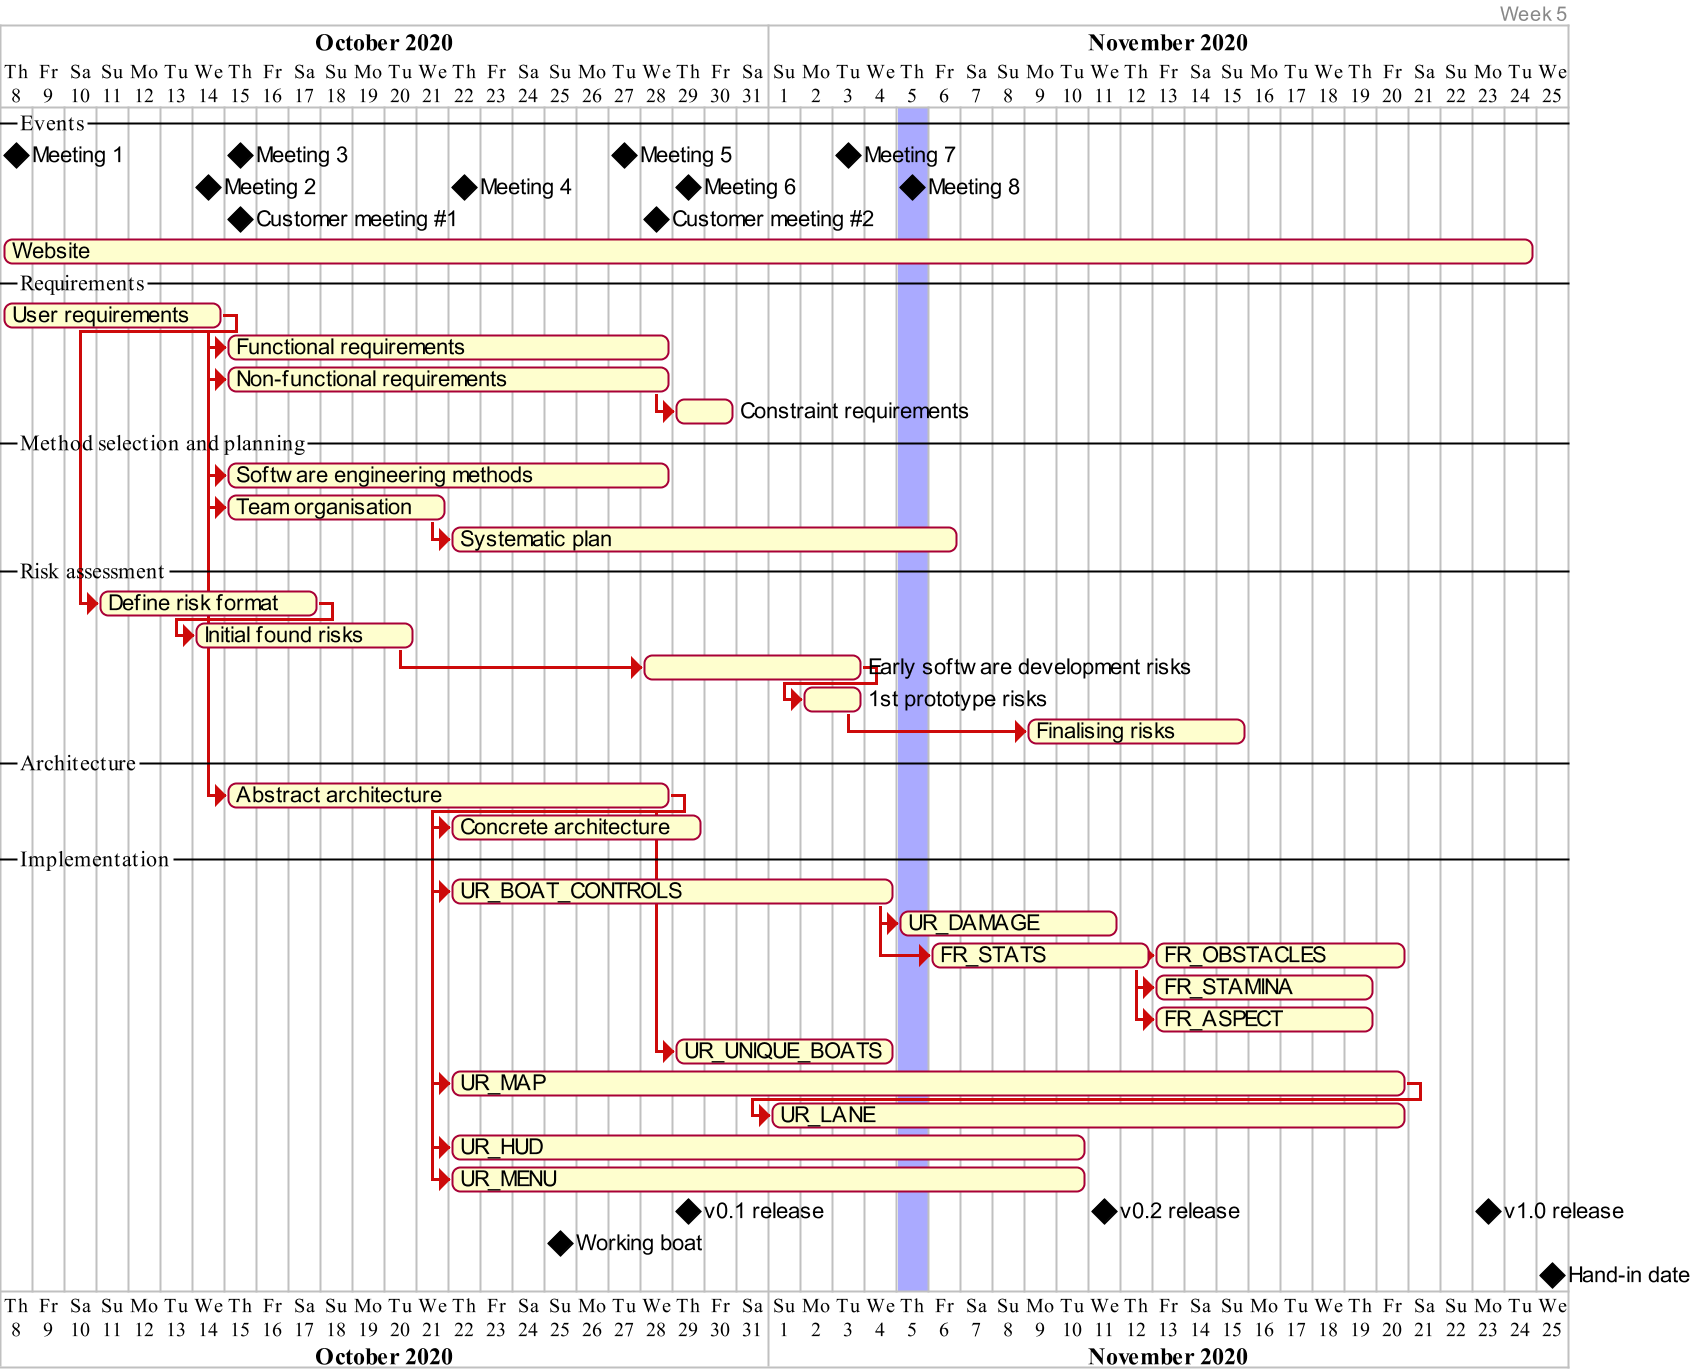 Week 5
October 2020 November 2020
Th Fr Sa Su Mo Tu We Th Fr Sa Su Mo Tu We Th Fr Sa Su Mo Tu We Th Fr Sa Su Mo Tu We Th Fr Sa Su Mo Tu We Th Fr Sa Su Mo Tu We Th Fr Sa Su Mo Tu We
8 9 10 11 12 13 14 15 16 17 18 19 20 21 22 23 24 25 26 27 28 29 30 31 1 2 3 4 5 6 7 8 9 10 11 12 13 14 15 16 17 18 19 20 21 22 23 24 25
Events
Meeting 1 Meeting 3 Meeting 5 Meeting 7
Meeting 2 Meeting 4 Meeting 6 Meeting 8
Customer meeting #1 Customer meeting #2
Website
Requirements
User requirements
Functional requirements
Non-functional requirements
Constraint requirements
Method selection and planning
Software engineering methods
Team organisation
Systematic plan
Risk assessment
Define risk format
Initial found risks
Early software development risks
1st prototype risks
Finalising risks
Architecture
Abstract architecture
Concrete architecture
Implementation
UR_BOAT_CONTROLS
UR_DAMAGE
FR_STATS FR_OBSTACLES
FR_STAMINA
FR_ASPECT
UR_UNIQUE_BOATS
UR_MAP
UR_LANE
UR_HUD
UR_MENU
v0.1 release v0.2 release v1.0 release
Working boat
Hand-in date
Th Fr Sa Su Mo Tu We Th Fr Sa Su Mo Tu We Th Fr Sa Su Mo Tu We Th Fr Sa Su Mo Tu We Th Fr Sa Su Mo Tu We Th Fr Sa Su Mo Tu We Th Fr Sa Su Mo Tu We
8 9 10 11 12 13 14 15 16 17 18 19 20 21 22 23 24 25 26 27 28 29 30 31 1 2 3 4 5 6 7 8 9 10 11 12 13 14 15 16 17 18 19 20 21 22 23 24 25
October 2020 November 2020